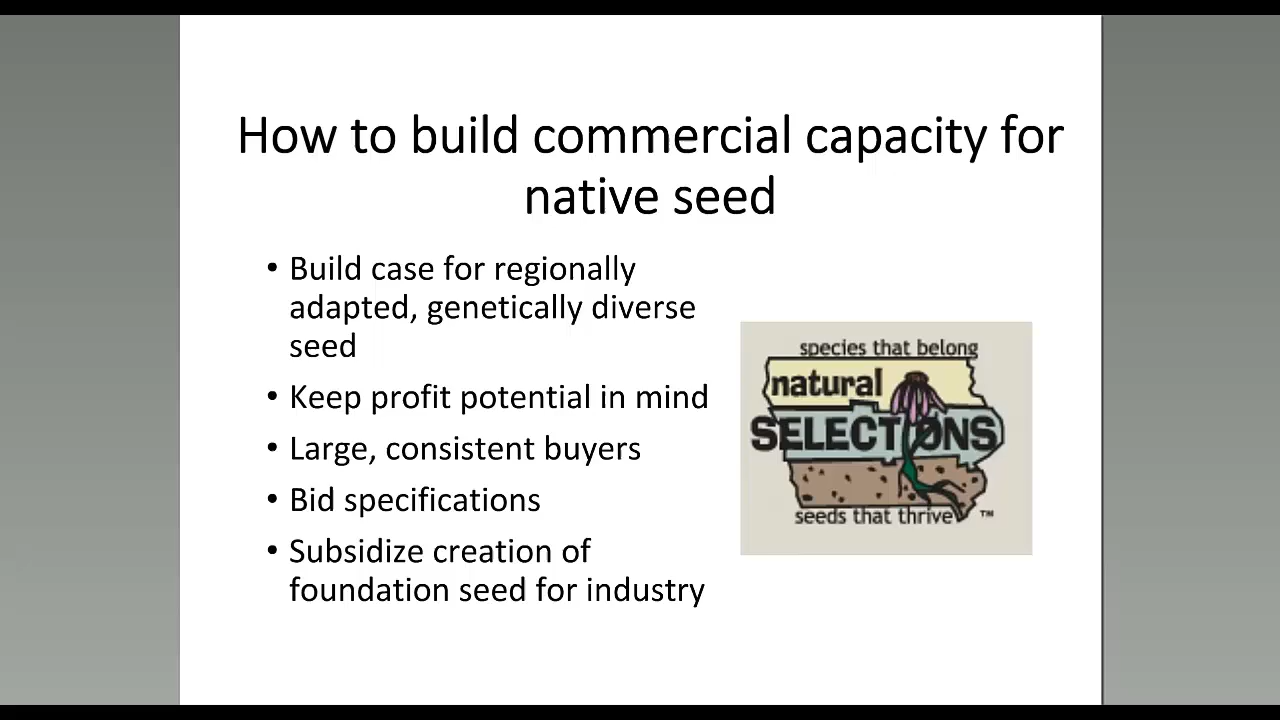 How to build commercial capacity for
native seed
• Build case for regionally
adapted, genetically diverse
seed
• Keep profit potential in mind
• Large, consistent buyers
• Bid specifications
• Subsidize creation of
foundation seed for industry
species that belong
natural
SELECTIONS
seeds that thrive ™